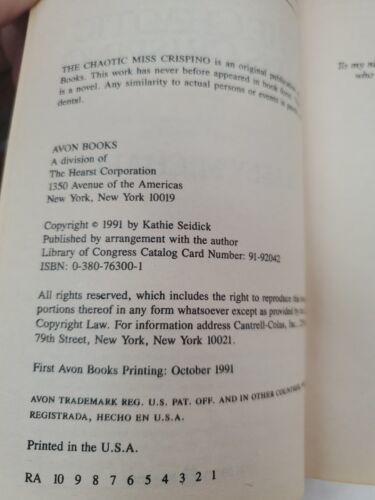 THE CHAOTIC MISS CRISPINO is an original publication
Books. This work has never before appeared in book form.
is a novel. Any similarity to actual persons or events is
dental.
AVON BOOKS
A division of
The Hearst Corporation
1350 Avenue of the Americas
New York, New York 10019
Copyright © 1991 by Kathie Seidick
Published by arrangement with the author
Library of Congress Catalog Card Number: 91-92042
ISBN: 0-380-76300-1
All rights reserved, which includes the right to reproduce this
portions thereof in any form whatsoever except as provided by
Copyright Law. For information address Cantrell-Colas, Inc.,
79th Street, New York, New York 10021.
First Avon Books Printing: October 1991
AVON TRADEMARK REG. U.S. PAT. OFF. AND IN OTHER
REGISTRADA, HECHO EN U.S.A.
Printed in the U.S.A.
RA 10 9 8 7 6 5 4 3 2 1
To my
who